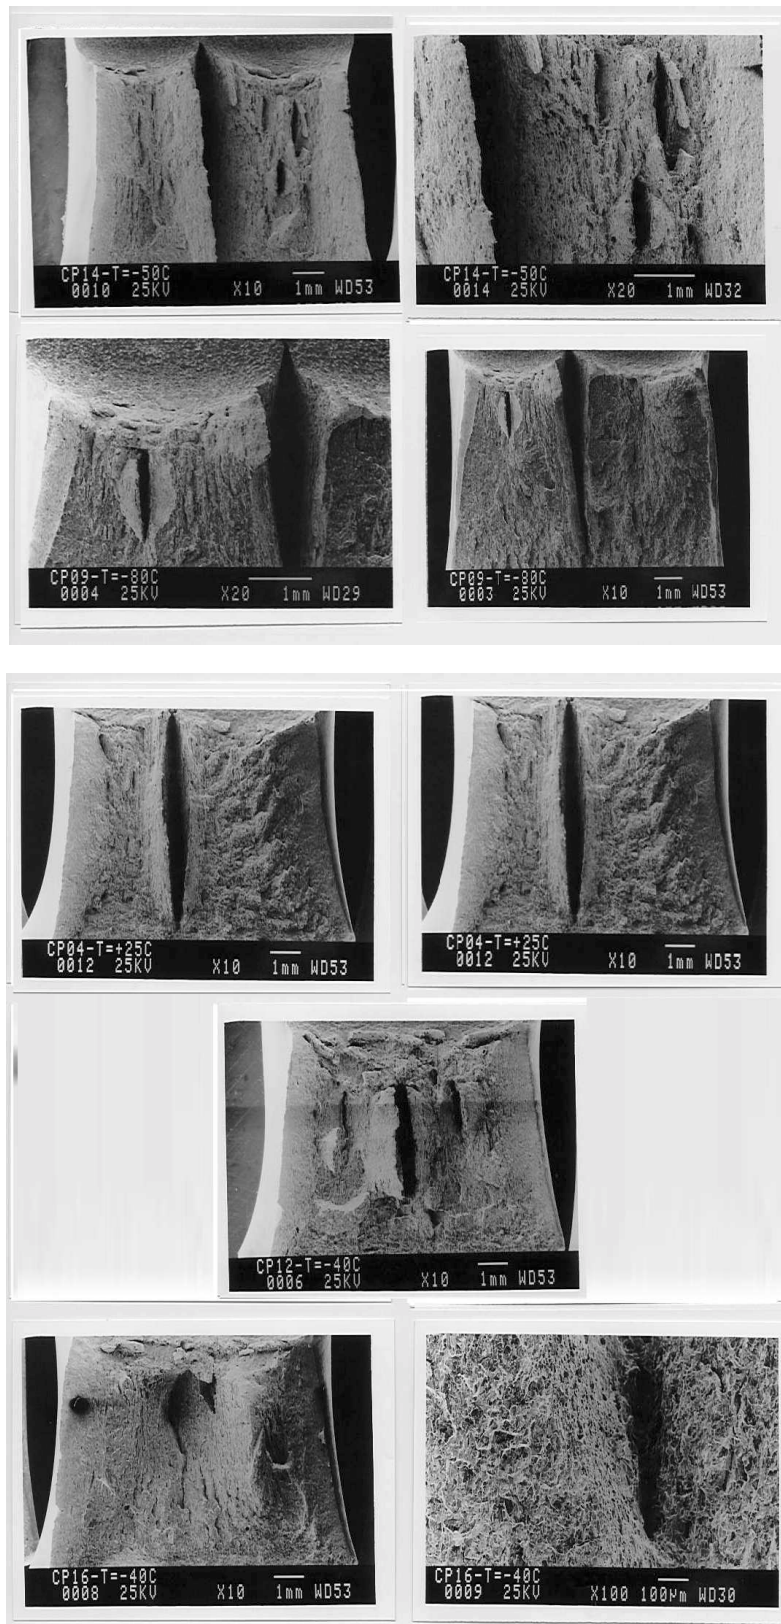 CP14-T=-50C
0010 25KV X10 1mm WD53
CP14-T=-50C
0014 25KV X20 1mm WD32
CP09-T=-80C
0004 25KV X20 1mm WD29
CP09-T=-80C
0003 25KV X10 1mm WD53
CP04-T=+25C
0012 25KV X10 1mm WD53
CP04-T=+25C
0012 25KV X10 1mm WD53
CP12-T=-40C
0006 25KV X10 1mm WD53
CP16-T=-40C
0008 25KV X10 1mm WD53
CP16-T=-40C
0009 25KV X100 100µm WD30